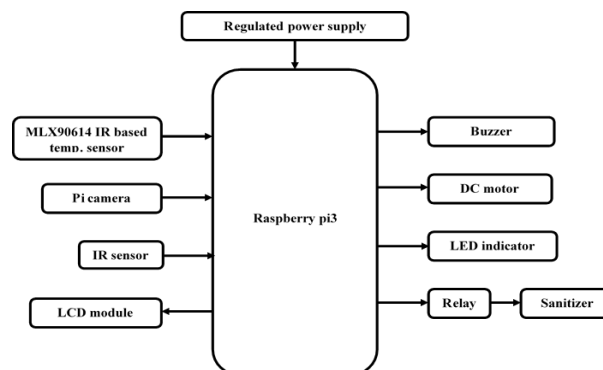 Regulated power supply
MLX90614 IR based
temp. sensor
Pi camera
IR sensor
LCD module
Raspberry pi3
Buzzer
DC motor
LED indicator
Relay
Sanitizer